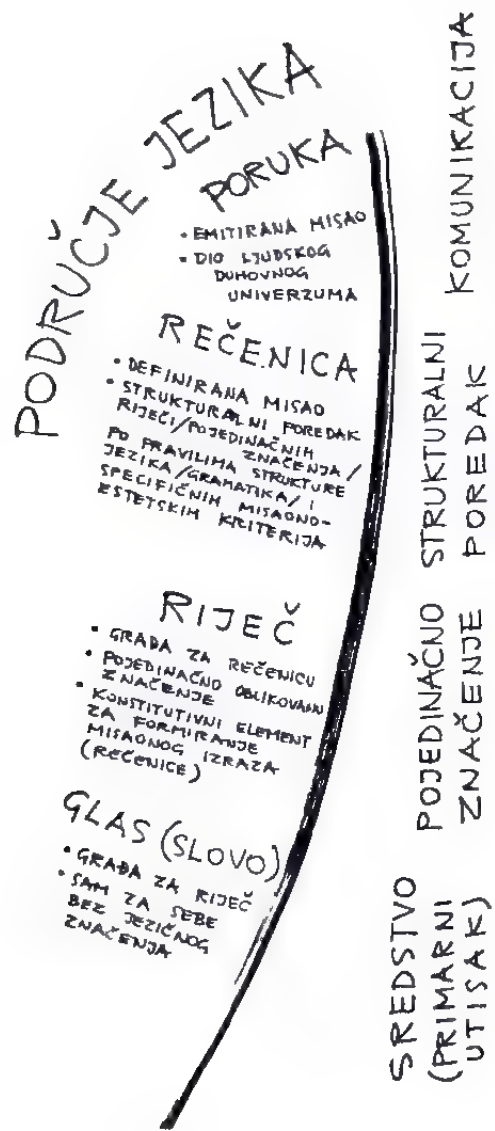 PODRUČJE JEZIKA
PORUKA
• EMITIRANA MISAO
• DIO LJUDSKOG
DUHOVNOG
UNIVERZUMA
REČENICA
• DEFINIRANA MISAO
• STRUKTURALNI POREDAK
RIJEČI/POJEDINAČNIH
ZNAČENJA/
PO PRAVILIMA STRUKTURE
JEZIKA/GRAMATIKA/ I
SPECIFIČNIH MISAONO-
ESTETSKIH KRITERIJA
RIJEČ
• GRAĐA ZA REČENICU
• POJEDINAČNO OBLIKOVANI
ZNAČENJE
• KONSTITUTIVNI ELEMENT
ZA FORMIRANJE
MISAONOG IZRAZA
(REČENICE)
GLAS (SLOVO)
• GRAĐA ZA RIJEČ
• SAM ZA SEBE
BEZ JEZIČNOG
ZNAČENJA
KOMUNIKACIJA
STRUKTURALNI
POREDAK
POJEDINAČNO
ZNAČENJE
SREDSTVO
(PRIMARNI
UTISAK)